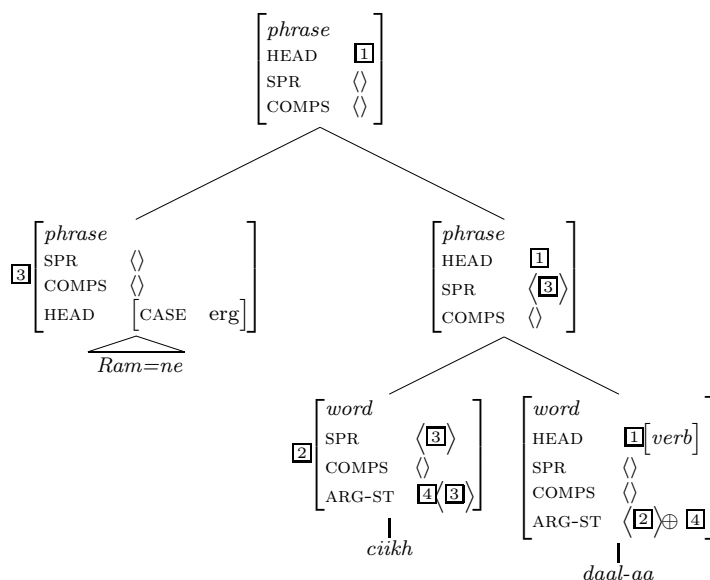 phrase
HEAD 1
SPR ⟨⟩
COMPS ⟨⟩
3
phrase
SPR ⟨⟩
COMPS ⟨⟩
HEAD [CASE erg]
Ram=ne
phrase
HEAD 1
SPR ⟨3⟩
COMPS ⟨⟩
2
word
SPR ⟨3⟩
COMPS ⟨⟩
ARG-ST 4⟨3⟩
ciikh
word
HEAD 1[verb]
SPR ⟨⟩
COMPS ⟨⟩
ARG-ST ⟨2⟩⊕ 4
daal-aa